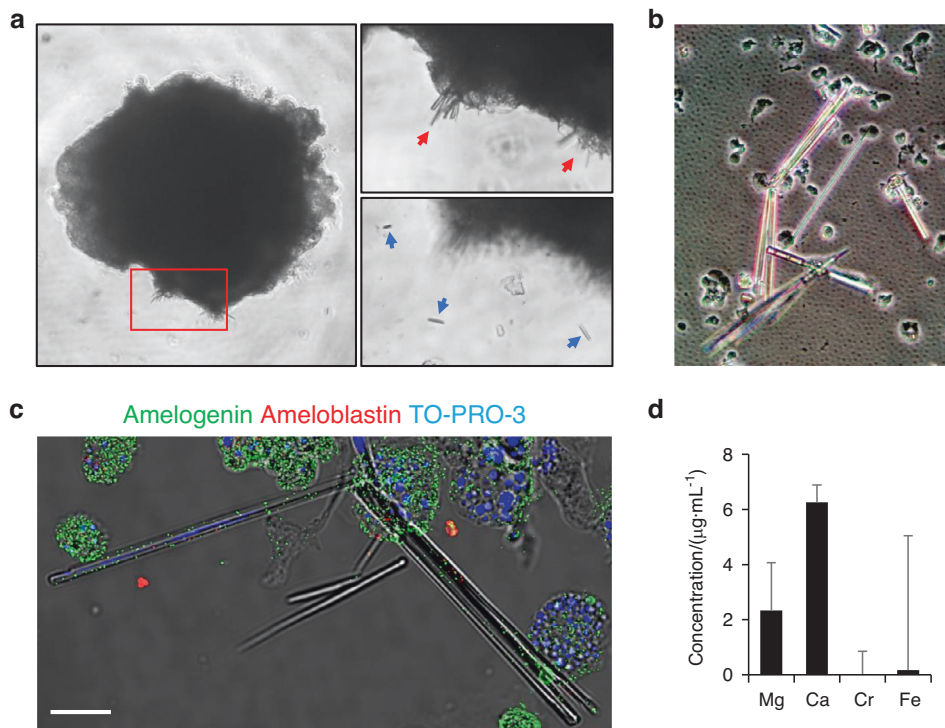 a
b
c
Amelogenin Ameloblastin TO-PRO-3
d
Concentration/(µg·mL⁻¹)
8
6
4
2
0
Mg Ca Cr Fe